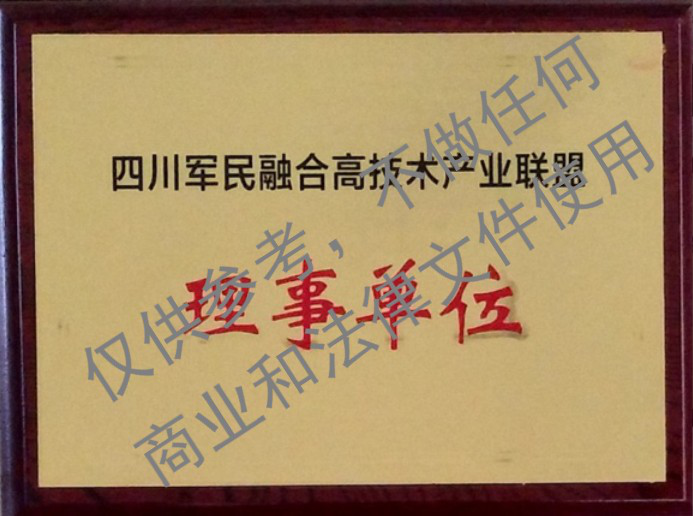 四川军民融合高技术产业联盟
理事单位
仅供参考，不做任何
商业和法律文件使用